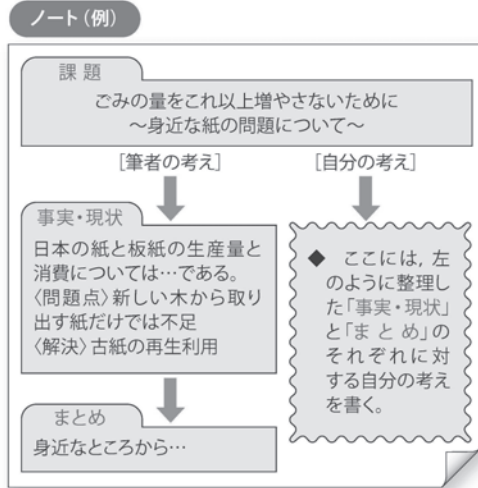 ノート（例）
課 題
ごみの量をこれ以上増やさないために
～身近な紙の問題について～
［筆者の考え］
［自分の考え］
事実・現状
日本の紙と板紙の生産量と
消費については…である。
〈問題点〉新しい木から取り
出す紙だけでは不足
〈解決〉古紙の再生利用
まとめ
身近なところから…
◆　ここには，左
のように整理し
た「事実・現状」
と「ま と め」の
それぞれに対
する自分の考え
を書く。